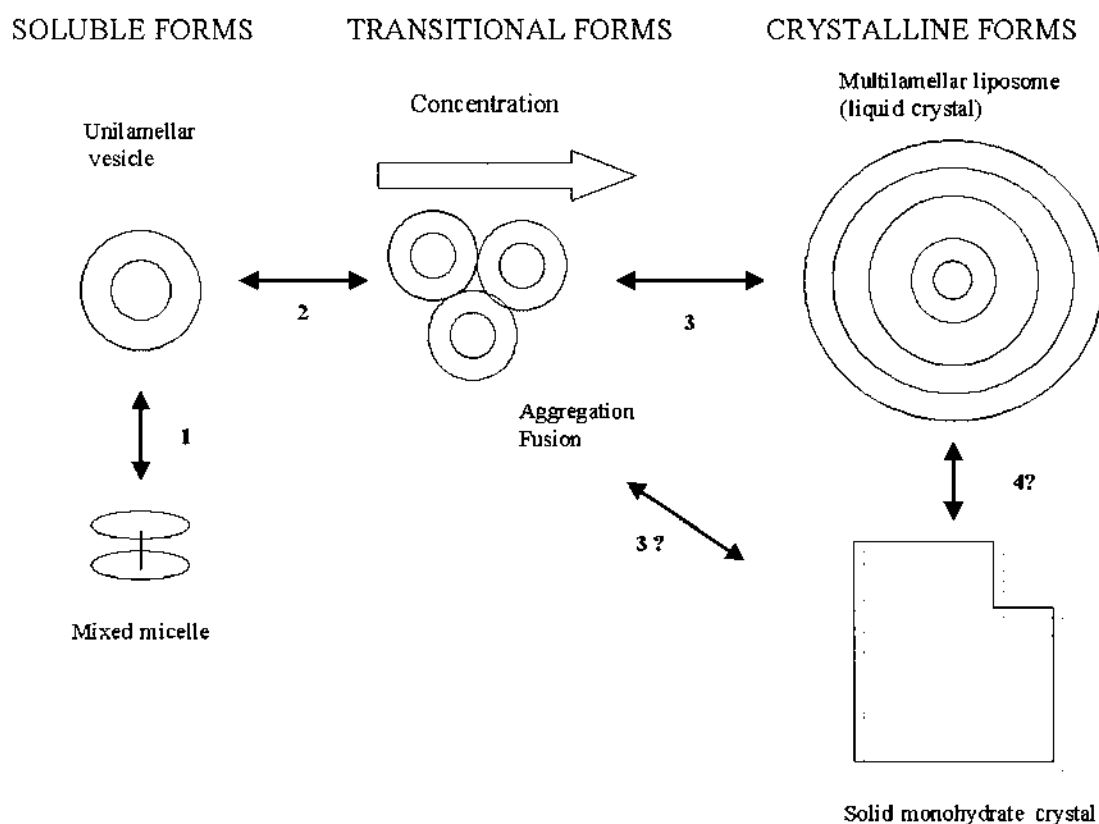 SOLUBLE FORMS
TRANSITIONAL FORMS
CRYSTALLINE FORMS
Multilamellar liposome
(liquid crystal)
Concentration
Unilamellar
vesicle
2
3
1
Aggregation
Fusion
3 ?
4?
Mixed micelle
Solid monohydrate crystal